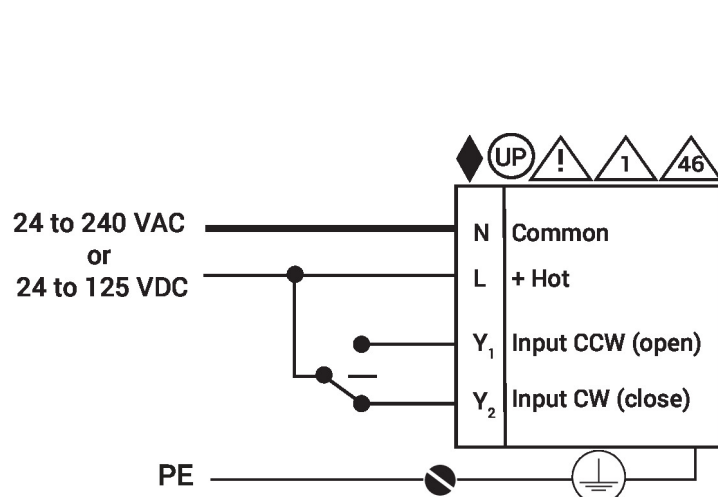 UP ! 1 46
24 to 240 VAC
or
24 to 125 VDC
N Common
L + Hot
Y1 Input CCW (open)
Y2 Input CW (close)
PE